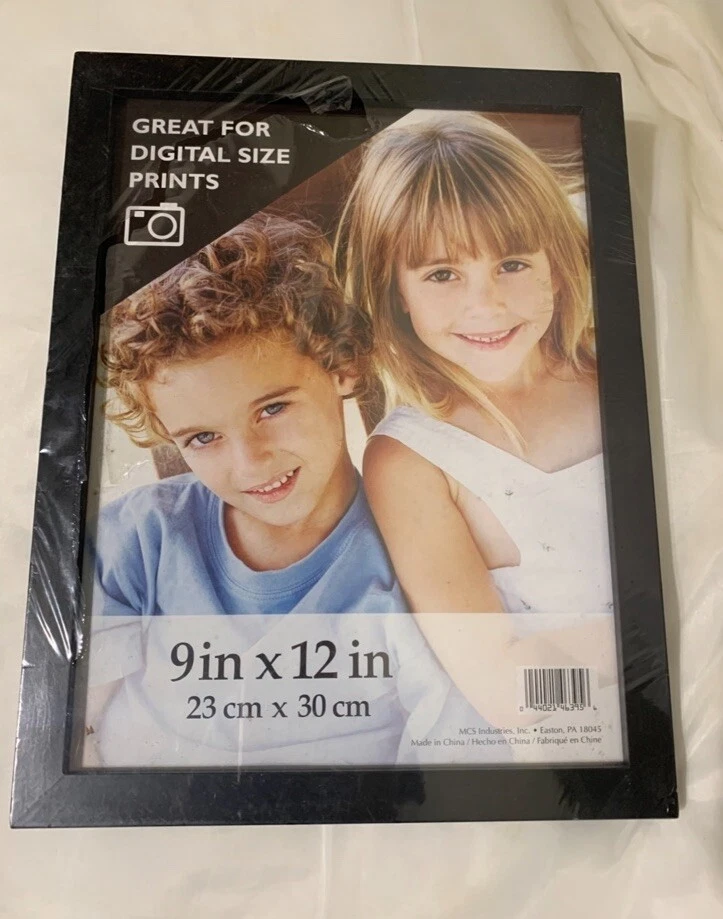 GREAT FOR
DIGITAL SIZE
PRINTS
9in x 12 in
23 cm x 30 cm
MCS Industries, Inc. • Easton, PA 18045
Made in China / Hecho en China / Fabriqué en Chine